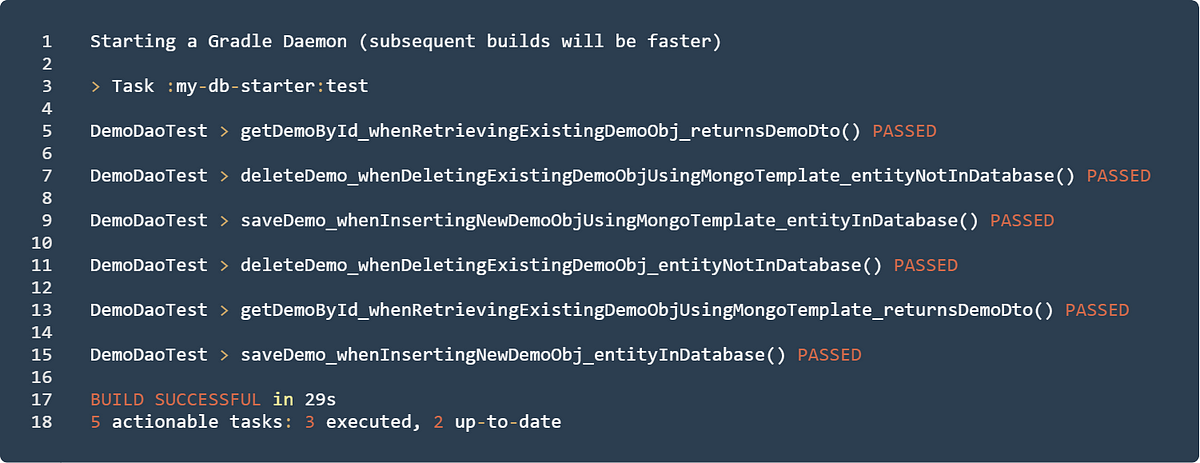 1 Starting a Gradle Daemon (subsequent builds will be faster)
2
3 > Task :my-db-starter:test
4
5 DemoDaoTest > getDemoById_whenRetrievingExistingDemoObj_returnsDemoDto() PASSED
6
7 DemoDaoTest > deleteDemo_whenDeletingExistingDemoObjUsingMongoTemplate_entityNotInDatabase() PASSED
8
9 DemoDaoTest > saveDemo_whenInsertingNewDemoObjUsingMongoTemplate_entityInDatabase() PASSED
10
11 DemoDaoTest > deleteDemo_whenDeletingExistingDemoObj_entityNotInDatabase() PASSED
12
13 DemoDaoTest > getDemoById_whenRetrievingExistingDemoObjUsingMongoTemplate_returnsDemoDto() PASSED
14
15 DemoDaoTest > saveDemo_whenInsertingNewDemoObj_entityInDatabase() PASSED
16
17 BUILD SUCCESSFUL in 29s
18 5 actionable tasks: 3 executed, 2 up-to-date